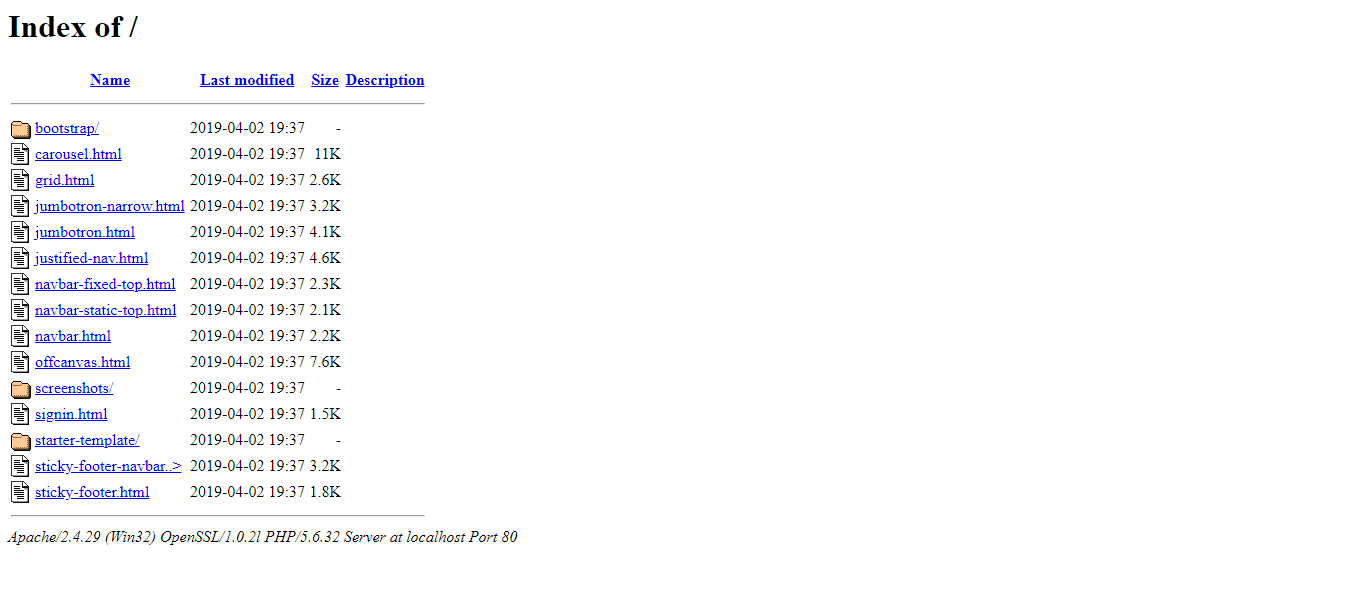 Index of /
Name Last modified Size Description
bootstrap/ 2019-04-02 19:37 -
carousel.html 2019-04-02 19:37 11K
grid.html 2019-04-02 19:37 2.6K
jumbotron-narrow.html 2019-04-02 19:37 3.2K
jumbotron.html 2019-04-02 19:37 4.1K
justified-nav.html 2019-04-02 19:37 4.6K
navbar-fixed-top.html 2019-04-02 19:37 2.3K
navbar-static-top.html 2019-04-02 19:37 2.1K
navbar.html 2019-04-02 19:37 2.2K
offcanvas.html 2019-04-02 19:37 7.6K
screenshots/ 2019-04-02 19:37 -
signin.html 2019-04-02 19:37 1.5K
starter-template/ 2019-04-02 19:37 -
sticky-footer-navbar..> 2019-04-02 19:37 3.2K
sticky-footer.html 2019-04-02 19:37 1.8K
Apache/2.4.29 (Win32) OpenSSL/1.0.2l PHP/5.6.32 Server at localhost Port 80